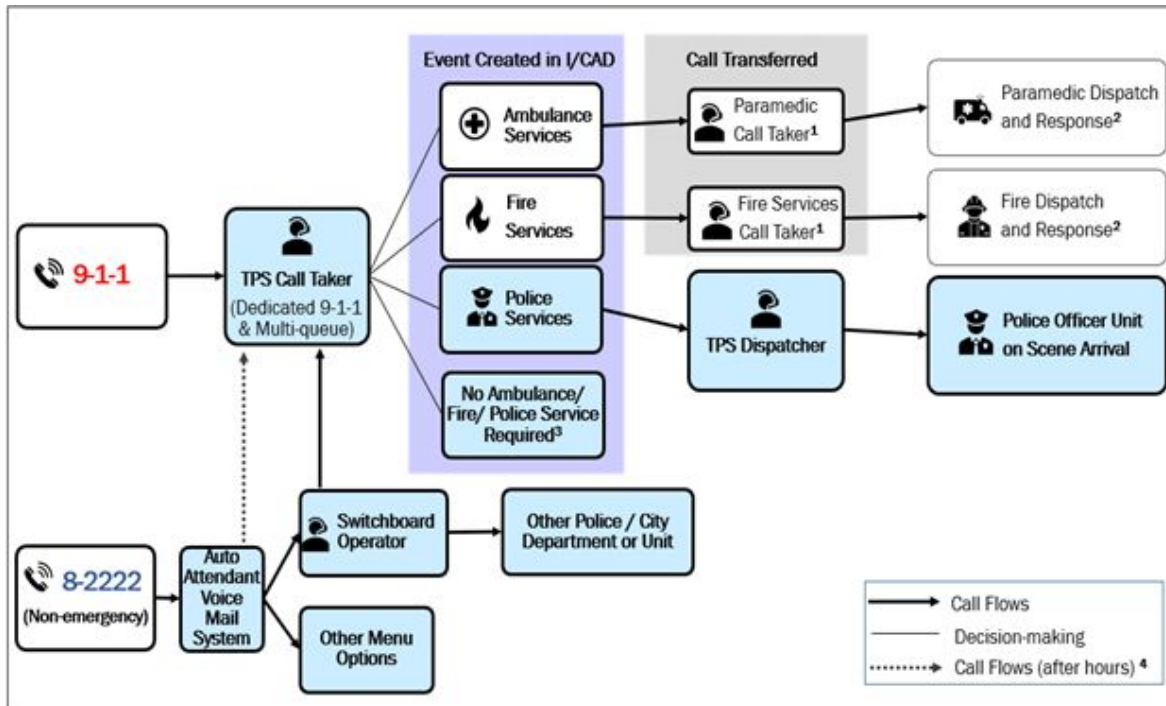 Event Created in I/CAD
Call Transferred
Ambulance
Services
Paramedic
Call Taker¹
Paramedic Dispatch
and Response²
Fire
Services
Fire Services
Call Taker¹
Fire Dispatch
and Response²
9-1-1
TPS Call Taker
(Dedicated 9-1-1
& Multi-queue)
Police
Services
TPS Dispatcher
Police Officer Unit
on Scene Arrival
No Ambulance/
Fire/ Police Service
Required³
Switchboard
Operator
Other Police / City
Department or Unit
8-2222
(Non-emergency)
Auto
Attendant
Voice
Mail
System
Other Menu
Options
Call Flows
Decision-making
Call Flows (after hours) ⁴